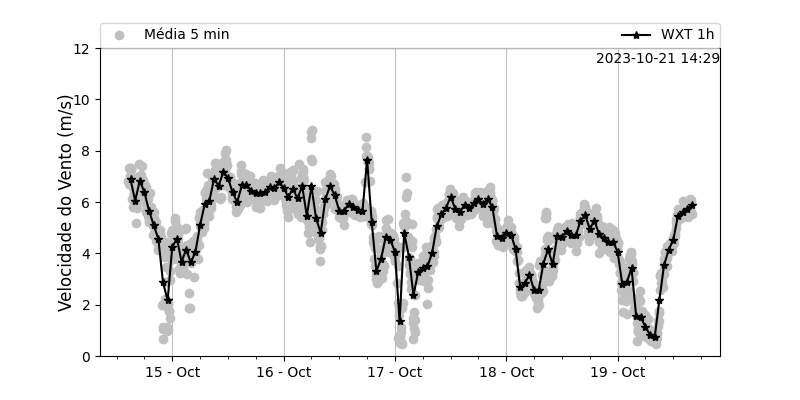 Média 5 min
WXT 1h
2023-10-21 14:29
Velocidade do Vento (m/s)
12
10
8
6
4
2
0
15 - Oct
16 - Oct
17 - Oct
18 - Oct
19 - Oct